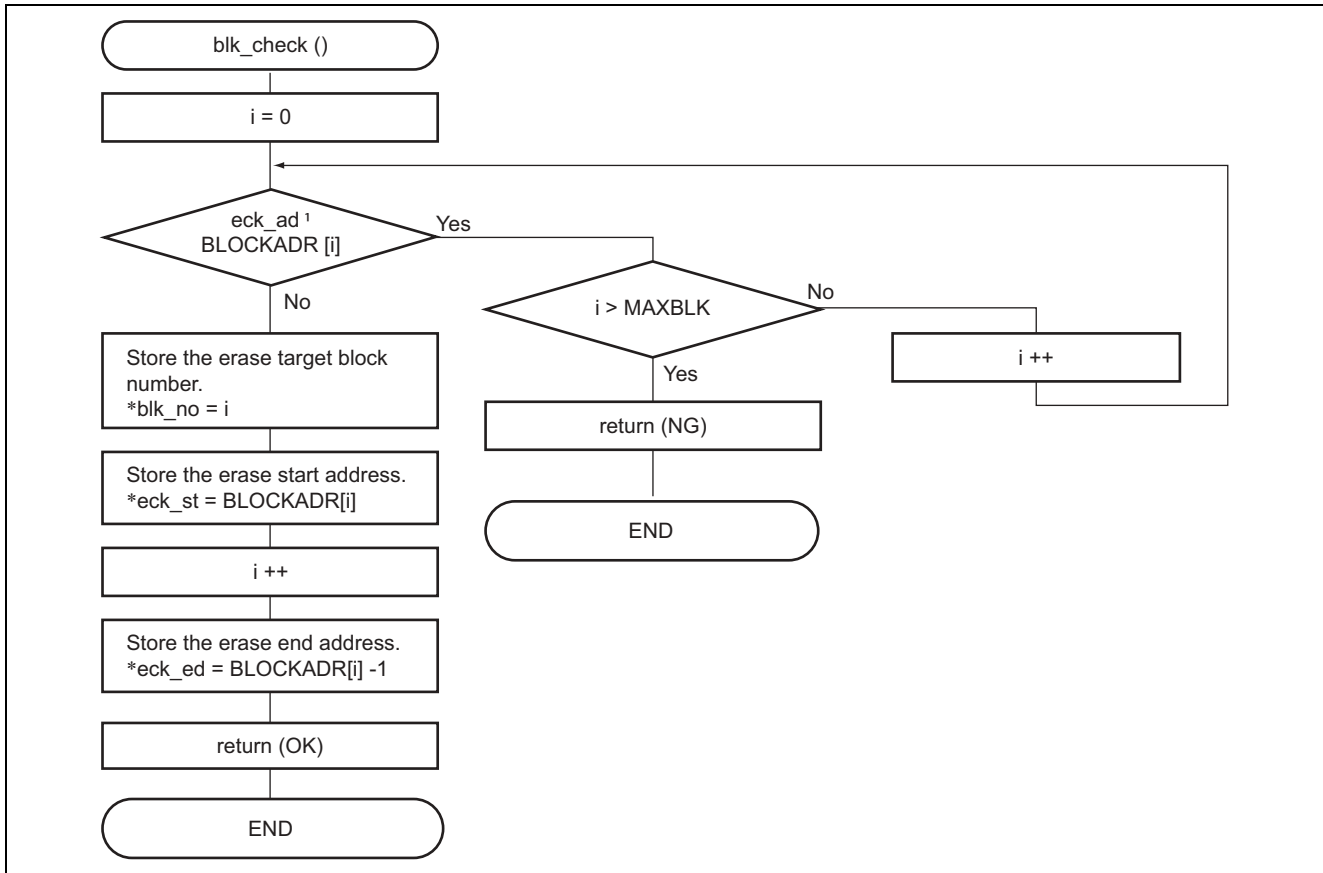 blk_check ()
i = 0
eck_ad ¹
BLOCKADR [i]
Yes
No
i > MAXBLK
No
i ++
Yes
return (NG)
END
Store the erase target block
number.
*blk_no = i
Store the erase start address.
*eck_st = BLOCKADR[i]
i ++
Store the erase end address.
*eck_ed = BLOCKADR[i] -1
return (OK)
END